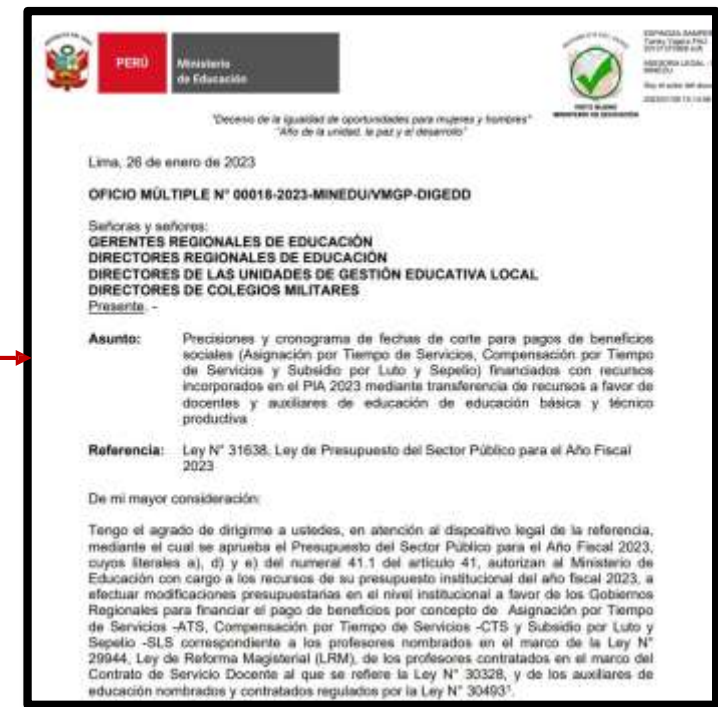 PERÚ
Ministerio
de Educación
"Decenio de la igualdad de oportunidades para mujeres y hombres"
"Año de la unidad, la paz y el desarrollo"
Lima, 26 de enero de 2023
OFICIO MÚLTIPLE N° 00018-2023-MINEDU/VMGP-DIGEDD
Señoras y señores:
GERENTES REGIONALES DE EDUCACIÓN
DIRECTORES REGIONALES DE EDUCACIÓN
DIRECTORES DE LAS UNIDADES DE GESTIÓN EDUCATIVA LOCAL
DIRECTORES DE COLEGIOS MILITARES
Presente. -
Asunto: Precisiones y cronograma de fechas de corte para pagos de beneficios
sociales (Asignación por Tiempo de Servicios, Compensación por Tiempo
de Servicios y Subsidio por Luto y Sepelio) financiados con recursos
incorporados en el PIA 2023 mediante transferencia de recursos a favor de
docentes y auxiliares de educación de educación básica y técnico
productiva
Referencia: Ley N° 31638, Ley de Presupuesto del Sector Público para el Año Fiscal
2023
De mi mayor consideración:
Tengo el agrado de dirigirme a ustedes, en atención al dispositivo legal de la referencia,
mediante el cual se aprueba el Presupuesto del Sector Público para el Año Fiscal 2023,
cuyos literales a), d) y e) del numeral 41.1 del artículo 41, autorizan al Ministerio de
Educación con cargo a los recursos de su presupuesto institucional del año fiscal 2023, a
efectuar modificaciones presupuestarias en el nivel institucional a favor de los Gobiernos
Regionales para financiar el pago de beneficios por concepto de Asignación por Tiempo
de Servicios -ATS, Compensación por Tiempo de Servicios -CTS y Subsidio por Luto y
Sepelio -SLS correspondiente a los profesores nombrados en el marco de la Ley N°
29944, Ley de Reforma Magisterial (LRM), de los profesores contratados en el marco del
Contrato de Servicio Docente al que se refiere la Ley N° 30328, y de los auxiliares de
educación nombrados y contratados regulados por la Ley N° 30493¹.